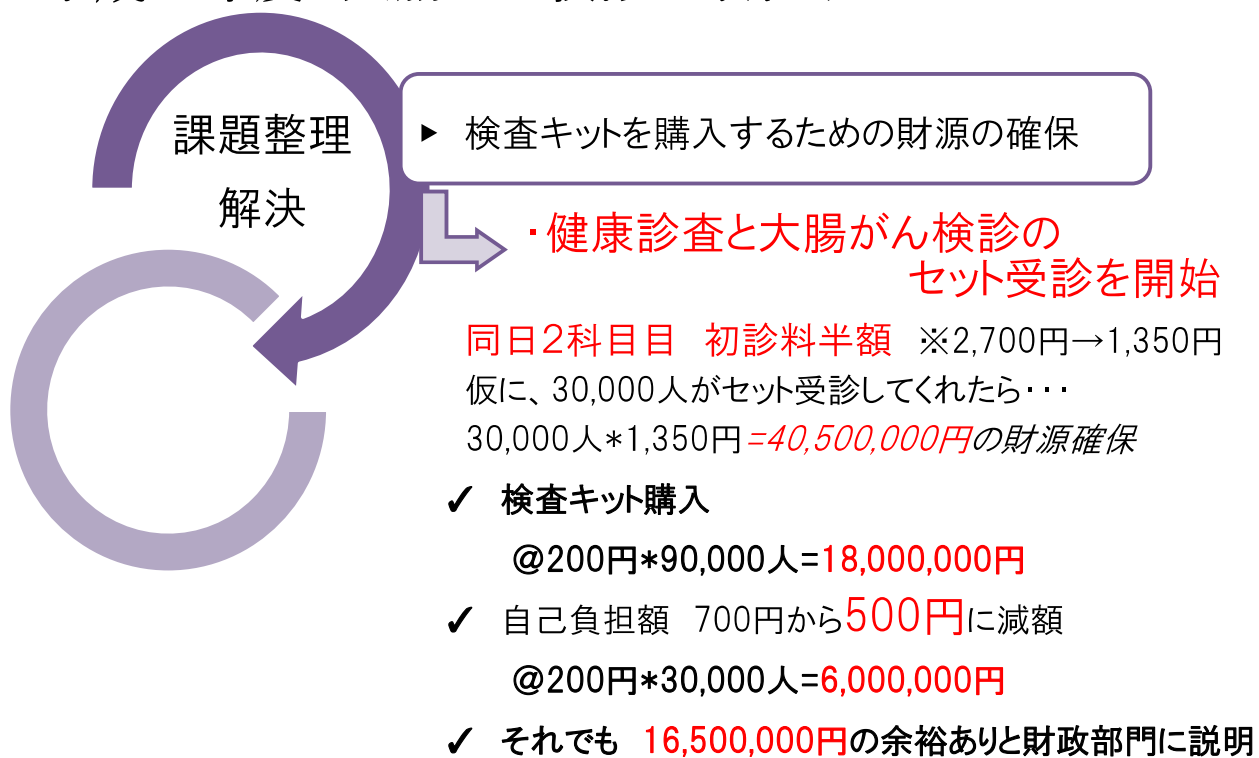 課題整理
解決
▶ 検査キットを購入するための財源の確保
・健康診査と大腸がん検診の
セット受診を開始
同日2科目目 初診料半額 ※2,700円→1,350円
仮に、30,000人がセット受診してくれたら・・・
30,000人*1,350円=40,500,000円の財源確保
✓ 検査キット購入
@200円*90,000人=18,000,000円
✓ 自己負担額 700円から500円に減額
@200円*30,000人=6,000,000円
✓ それでも 16,500,000円の余裕ありと財政部門に説明